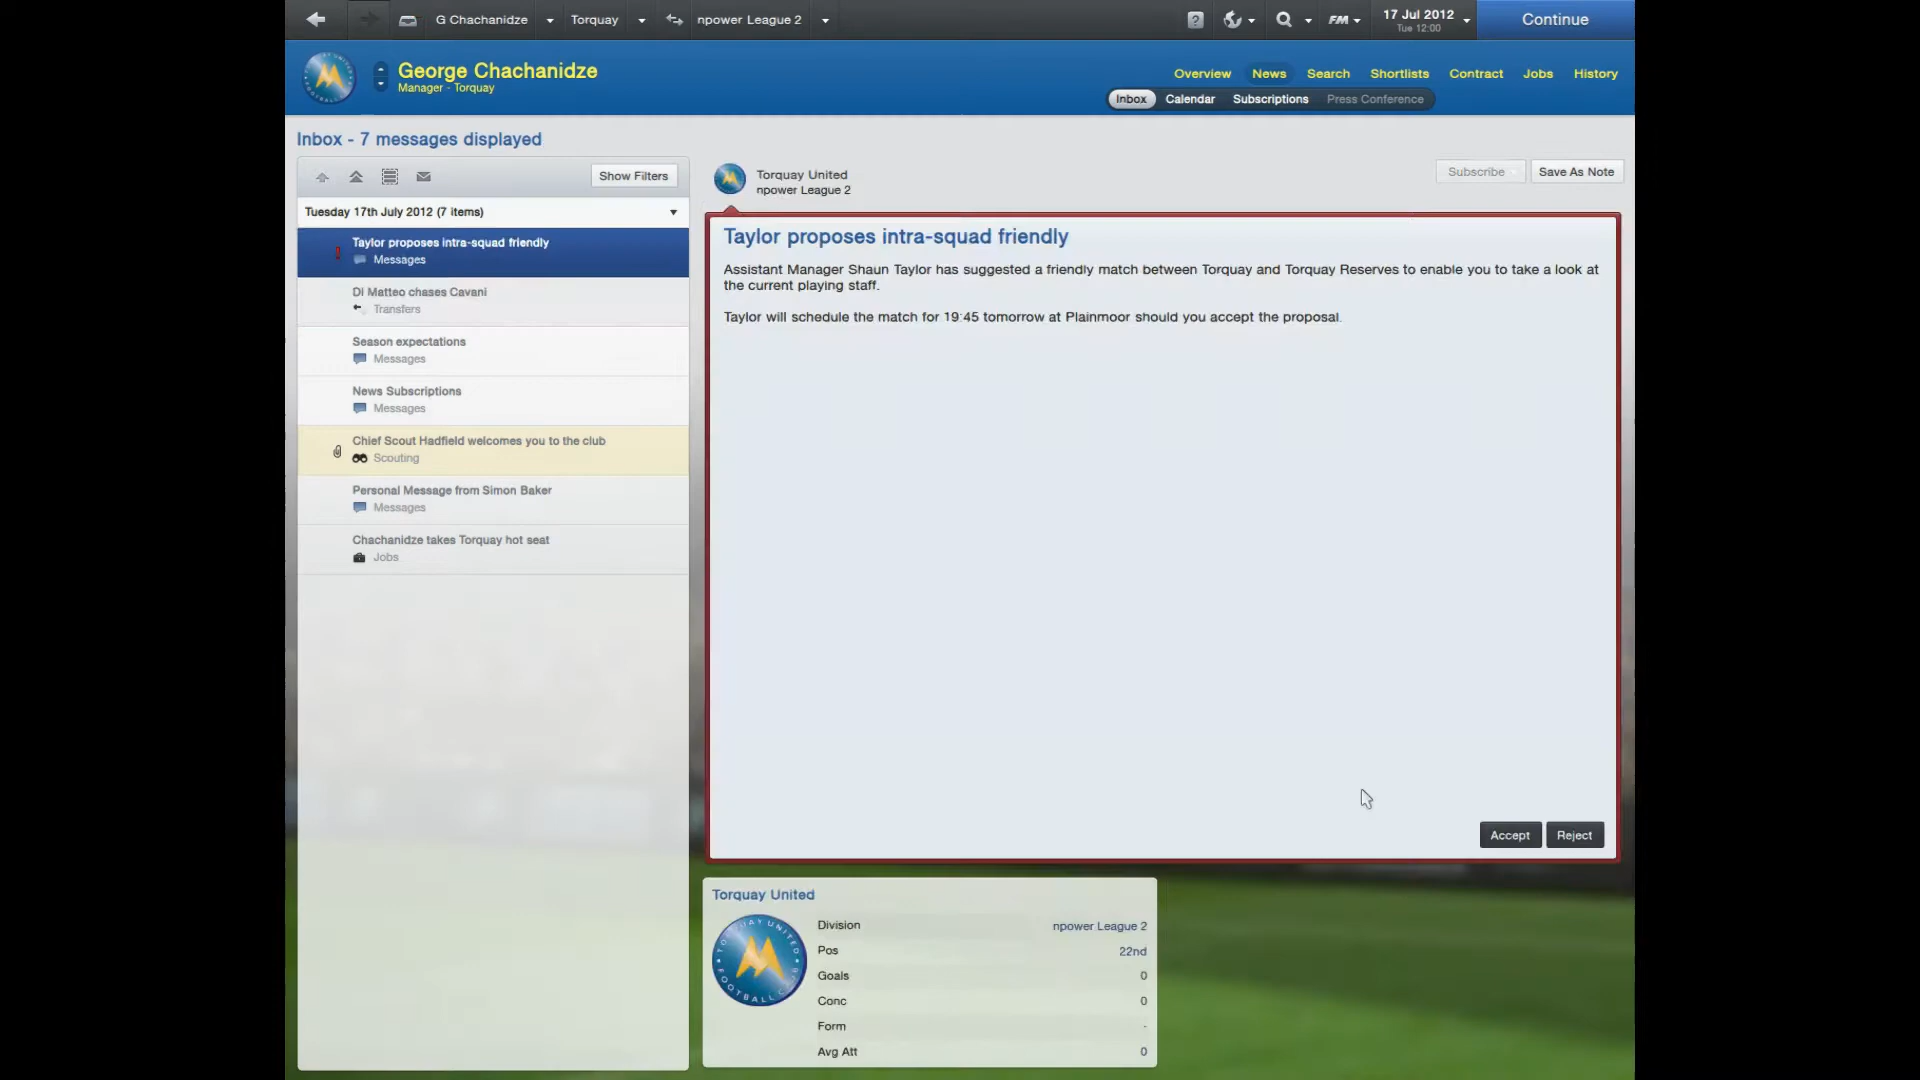 G Chachanidze
Torquay
npower League 2
?
FM
17 Jul 2012
Tue 12:00
Continue
George Chachanidze
Manager - Torquay
Overview
News
Search
Shortlists
Contract
Jobs
History
Inbox
Calendar
Subscriptions
Press Conference
Inbox - 7 messages displayed
Show Filters
Tuesday 17th July 2012 (7 items)
Taylor proposes intra-squad friendly
Messages
Di Matteo chases Cavani
Transfers
Season expectations
Messages
News Subscriptions
Messages
Chief Scout Hadfield welcomes you to the club
Scouting
Personal Message from Simon Baker
Messages
Chachanidze takes Torquay hot seat
Jobs
Torquay United
npower League 2
Subscribe
Save As Note
Taylor proposes intra-squad friendly
Assistant Manager Shaun Taylor has suggested a friendly match between Torquay and Torquay Reserves to enable you to take a look at
the current playing staff.
Taylor will schedule the match for 19:45 tomorrow at Plainmoor should you accept the proposal.
Accept
Reject
Torquay United
TORQUAY UNITED
FOOTBALL CLUB
Division npower League 2
Pos 22nd
Goals 0
Conc 0
Form -
Avg Att 0